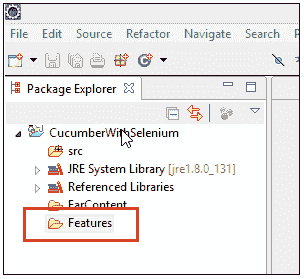 File Edit Source Refactor Navigate Search
Package Explorer
CucumberWithSelenium
src
JRE System Library [jre1.8.0_131]
Referenced Libraries
EarContent
Features